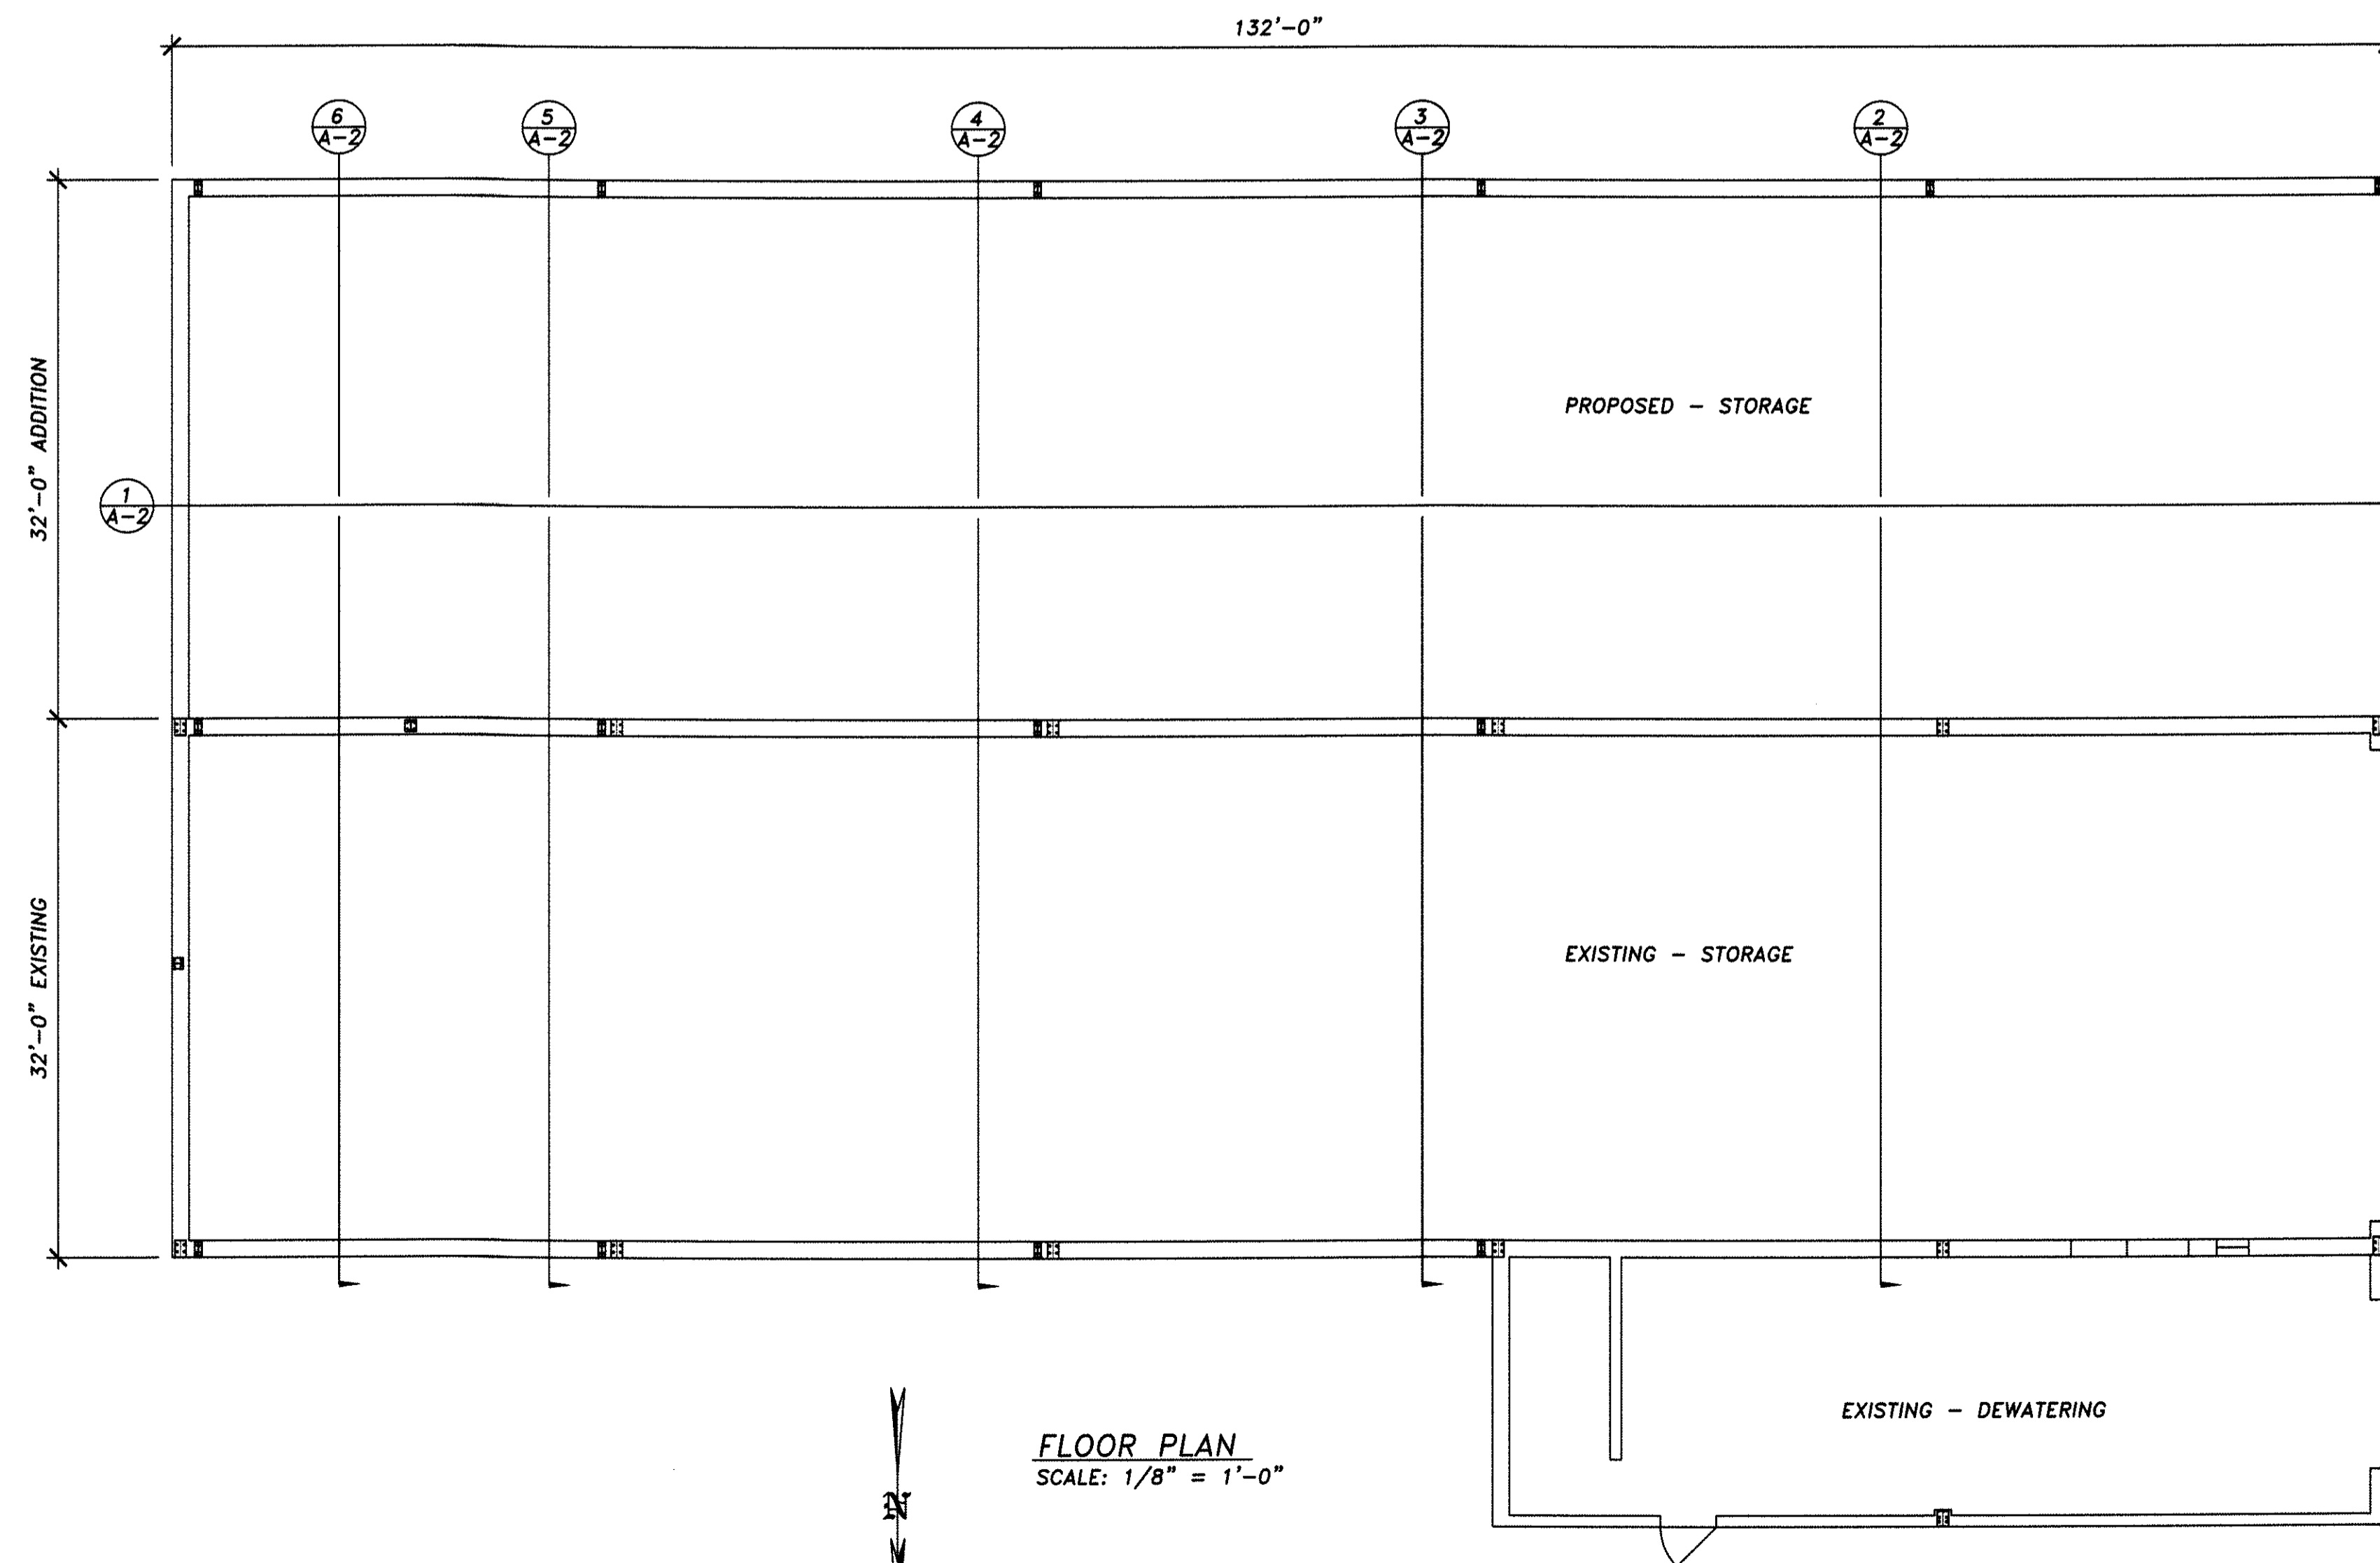 132'-0"
6
A-2
5
A-2
4
A-2
3
A-2
2
A-2
32'-0" ADDITION
PROPOSED - STORAGE
1
A-2
32'-0" EXISTING
EXISTING - STORAGE
EXISTING - DEWATERING
FLOOR PLAN
SCALE: 1/8" = 1'-0"
N